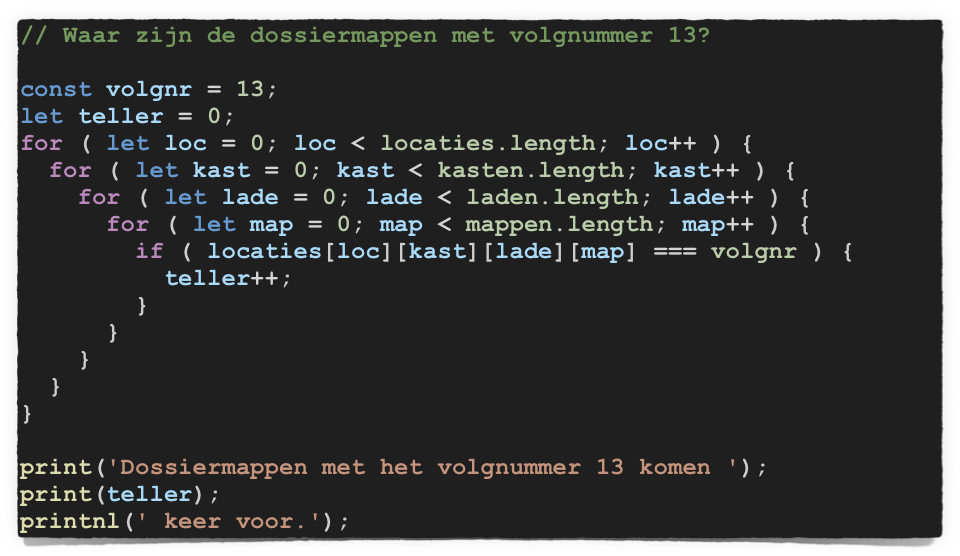 // Waar zijn de dossiermappen met volgnummer 13?

const volgnr = 13;
let teller = 0;
for ( let loc = 0; loc < locaties.length; loc++ ) {
  for ( let kast = 0; kast < kasten.length; kast++ ) {
    for ( let lade = 0; lade < laden.length; lade++ ) {
      for ( let map = 0; map < mappen.length; map++ ) {
        if ( locaties[loc][kast][lade][map] === volgnr ) {
          teller++;
        }
      }
    }
  }
}

print('Dossiermappen met het volgnummer 13 komen ');
print(teller);
printnl(' keer voor.');